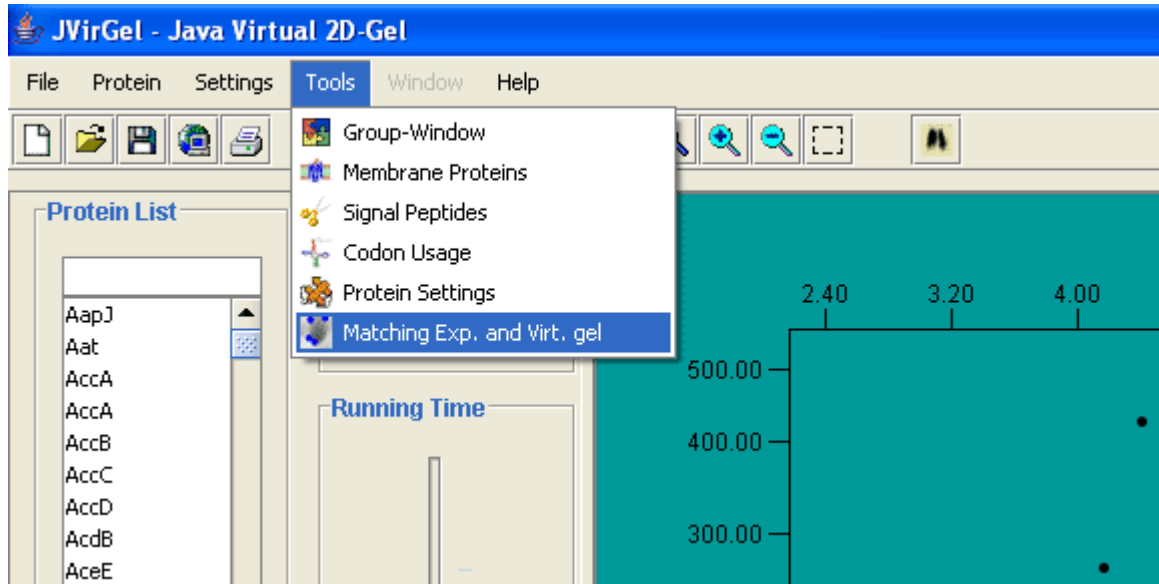 JVirGel - Java Virtual 2D-Gel
File Protein Settings Tools Window Help
Group-Window
Membrane Proteins
Signal Peptides
Codon Usage
Protein Settings
Matching Exp. and Virt. gel
Protein List
AapJ
Aat
AccA
AccA
AccB
AccC
AccD
AcdB
AceE
Running Time
2.40 3.20 4.00
500.00
400.00
300.00